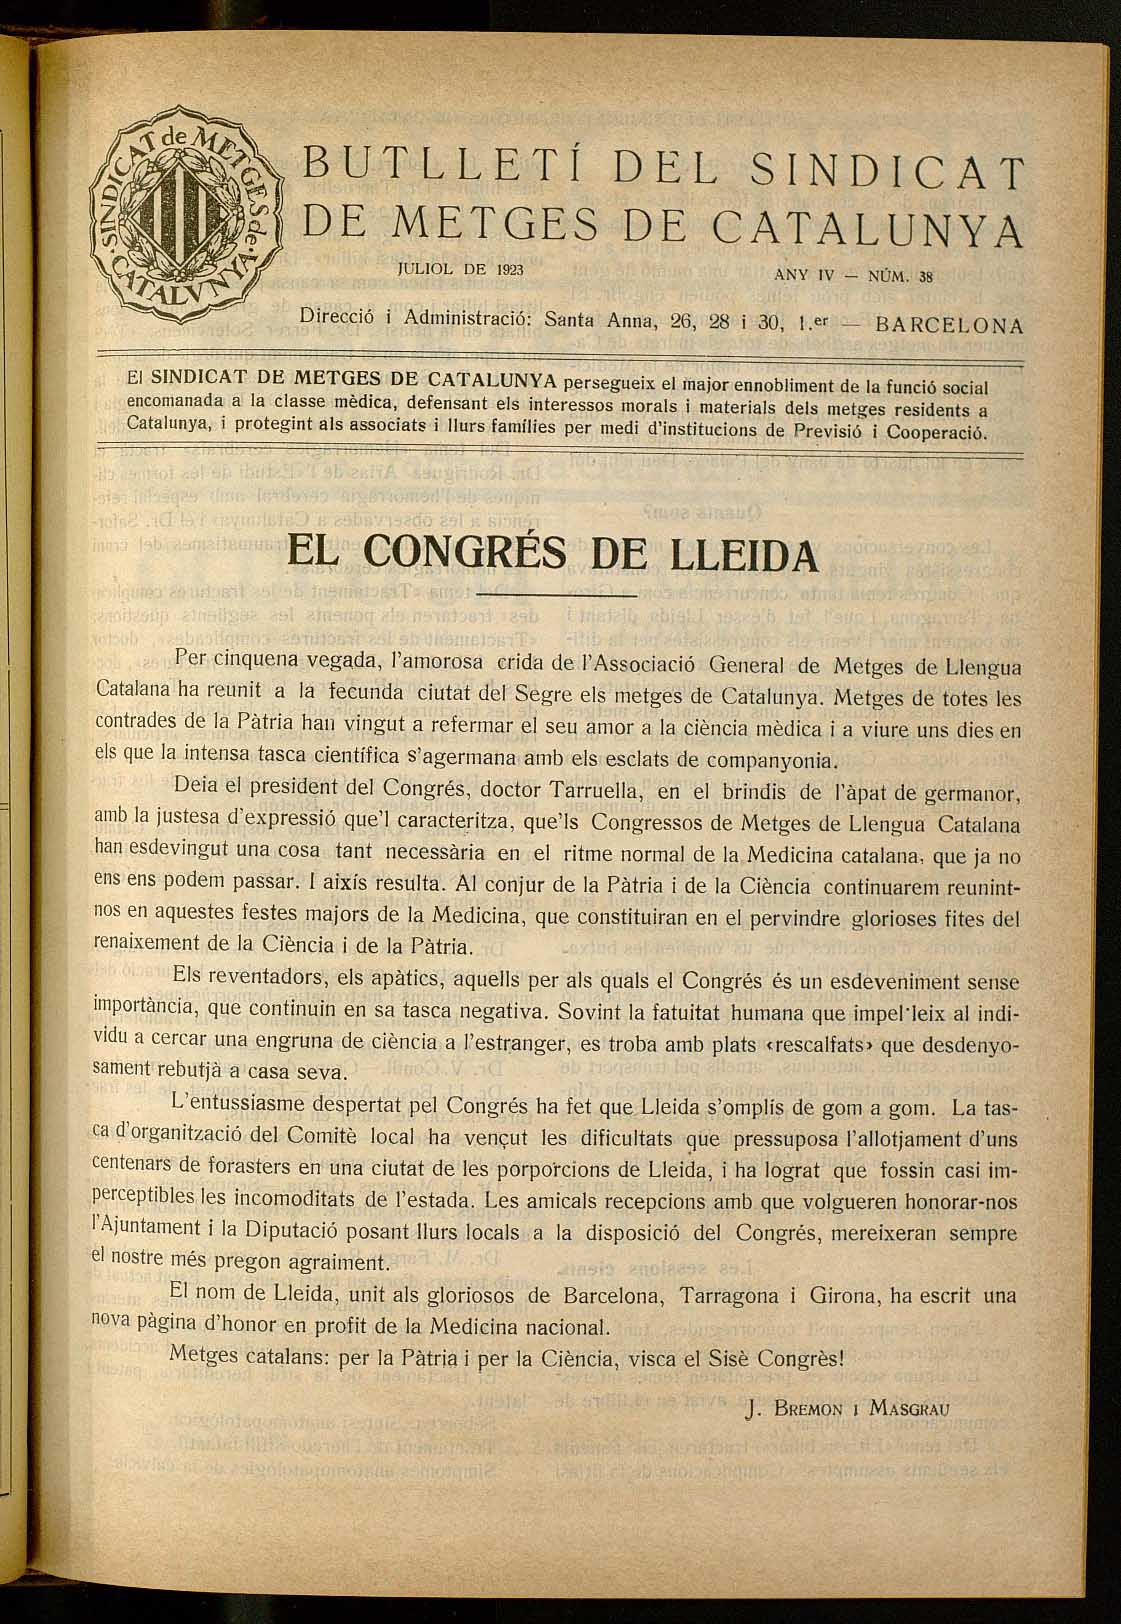 SINDICAT de METGES de CATALVNYA
BUTLLETÍ DEL SINDICAT
DE METGES DE CATALUNYA
JULIOL DE 1923 ANY IV — NÚM. 38
Direcció i Administració: Santa Anna, 26, 28 i 30, 1.er — BARCELONA
El SINDICAT DE METGES DE CATALUNYA persegueix el major ennobliment de la funció social
encomanada a la classe mèdica, defensant els interessos morals i materials dels metges residents a
Catalunya, i protegint als associats i llurs famílies per medi d'institucions de Previsió i Cooperació.
EL CONGRÉS DE LLEIDA
Per cinquena vegada, l'amorosa crida de l'Associació General de Metges de Llengua
Catalana ha reunit a la fecunda ciutat del Segre els metges de Catalunya. Metges de totes les
contrades de la Pàtria han vingut a refermar el seu amor a la ciència mèdica i a viure uns dies en
els que la intensa tasca científica s'agermana amb els esclats de companyonia.
Deia el president del Congrés, doctor Tarruella, en el brindis de l'àpat de germanor,
amb la justesa d'expressió que'l caracteritza, que'ls Congressos de Metges de Llengua Catalana
han esdevingut una cosa tant necessària en el ritme normal de la Medicina catalana, que ja no
ens ens podem passar. I aixís resulta. Al conjur de la Pàtria i de la Ciència continuarem reunint-
nos en aquestes festes majors de la Medicina, que constituiran en el pervindre glorioses fites del
renaixement de la Ciència i de la Pàtria.
Els reventadors, els apàtics, aquells per als quals el Congrés és un esdeveniment sense
importància, que continuin en sa tasca negativa. Sovint la fatuitat humana que impel·leix al indi-
vidu a cercar una engruna de ciència a l'estranger, es troba amb plats ‹rescalfats› que desdenyo-
sament rebutjà a casa seva.
L'entussiasme despertat pel Congrés ha fet que Lleida s'omplís de gom a gom. La tas-
ca d'organització del Comitè local ha vençut les dificultats que pressuposa l'allotjament d'uns
centenars de forasters en una ciutat de les porporcions de Lleida, i ha lograt que fossin casi im-
perceptibles les incomoditats de l'estada. Les amicals recepcions amb que volgueren honorar-nos
l'Ajuntament i la Diputació posant llurs locals a la disposició del Congrés, mereixeran sempre
el nostre més pregon agraiment.
El nom de Lleida, unit als gloriosos de Barcelona, Tarragona i Girona, ha escrit una
nova pàgina d'honor en profit de la Medicina nacional.
Metges catalans: per la Pàtria i per la Ciència, visca el Sisè Congrès!
J. BREMON I MASGRAU